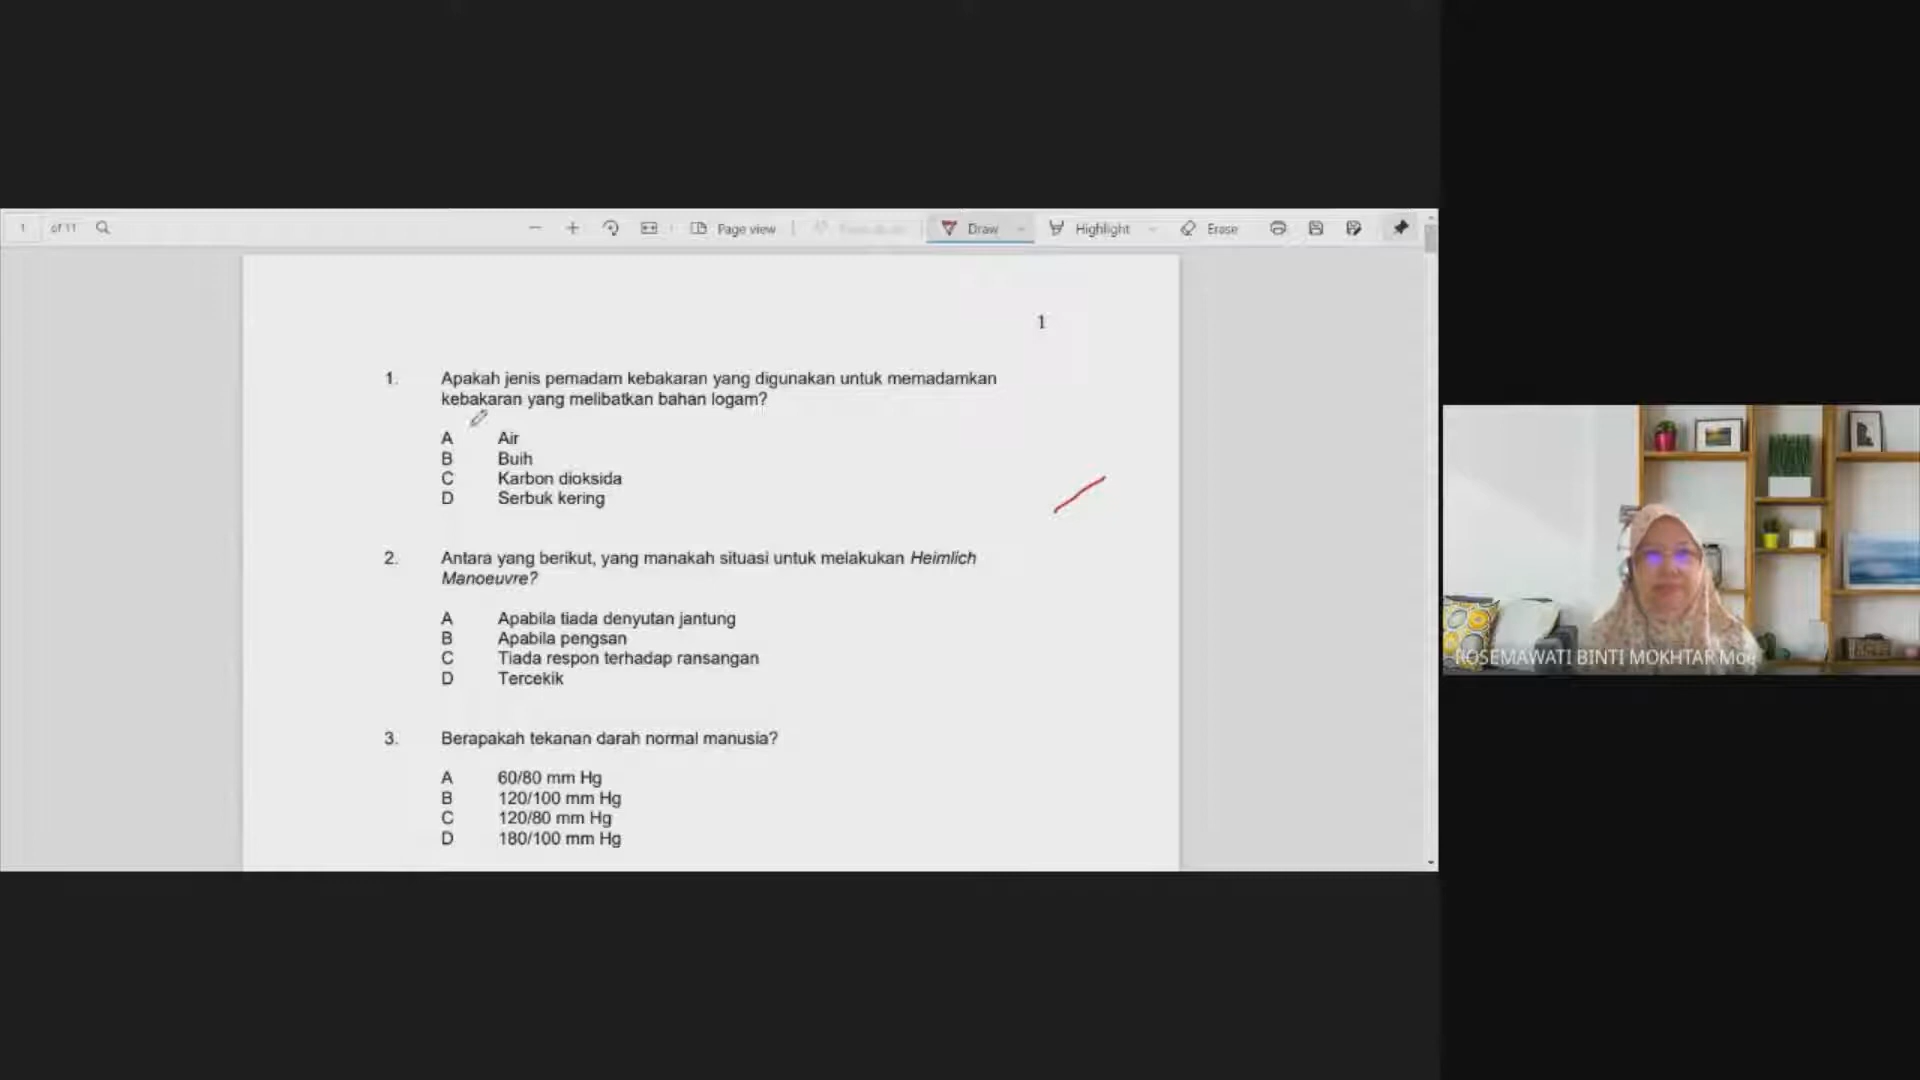 1 of 11 Page view Draw Highlight Erase
1
1. Apakah jenis pemadam kebakaran yang digunakan untuk memadamkan
kebakaran yang melibatkan bahan logam?
A Air
B Buih
C Karbon dioksida
D Serbuk kering
2. Antara yang berikut, yang manakah situasi untuk melakukan Heimlich
Manoeuvre?
A Apabila tiada denyutan jantung
B Apabila pengsan
C Tiada respon terhadap ransangan
D Tercekik
3. Berapakah tekanan darah normal manusia?
A 60/80 mm Hg
B 120/100 mm Hg
C 120/80 mm Hg
D 180/100 mm Hg
ROSEMAWATI BINTI MOKHTAR Moe